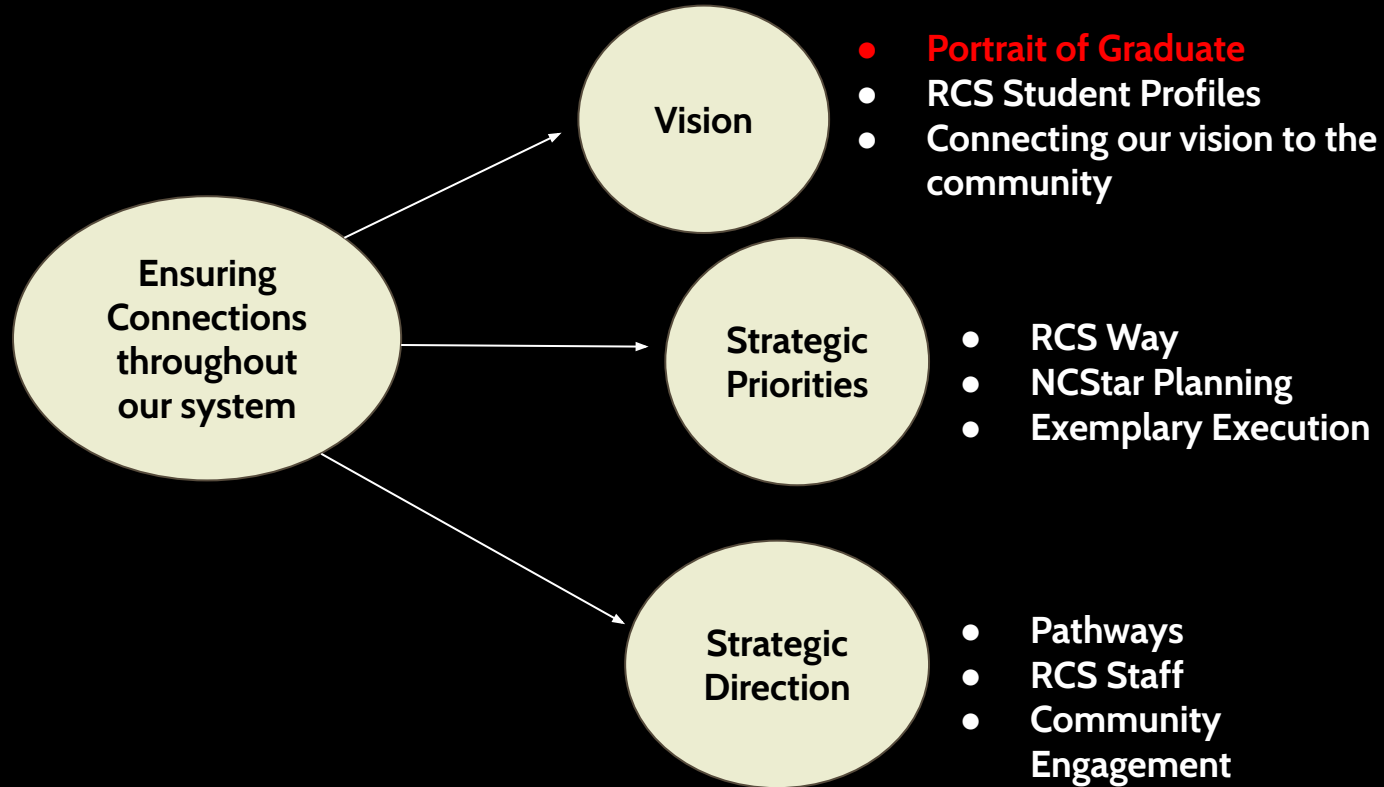 Ensuring
Connections
throughout
our system
Vision
● Portrait of Graduate
● RCS Student Profiles
● Connecting our vision to the
community
Strategic
Priorities
● RCS Way
● NCStar Planning
● Exemplary Execution
Strategic
Direction
● Pathways
● RCS Staff
● Community
Engagement